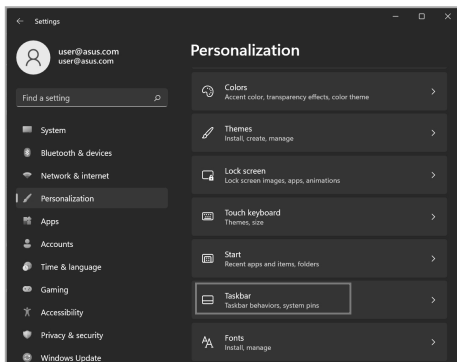 Settings
user@asus.com
user@asus.com
Find a setting
System
Bluetooth & devices
Network & internet
Personalization
Apps
Accounts
Time & language
Gaming
Accessibility
Privacy & security
Windows Update
Personalization
Colors
Accent color, transparency effects, color theme
Themes
Install, create, manage
Lock screen
Lock screen images, apps, animations
Touch keyboard
Themes, size
Start
Recent apps and items, folders
Taskbar
Taskbar behaviors, system pins
Fonts
Install, manage